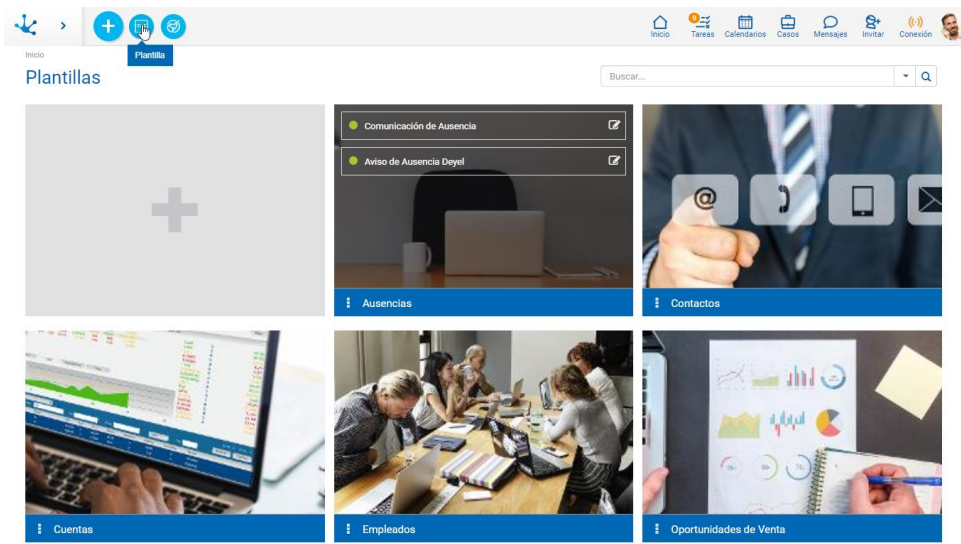 9
Inicio
Tareas
Calendarios
Casos
Mensajes
Invitar
Conexión
Inicio
Plantilla
Plantillas
Buscar...
Comunicación de Ausencia
Aviso de Ausencia Deyel
@
Ausencias
Contactos
Cuentas
Empleados
Oportunidades de Venta